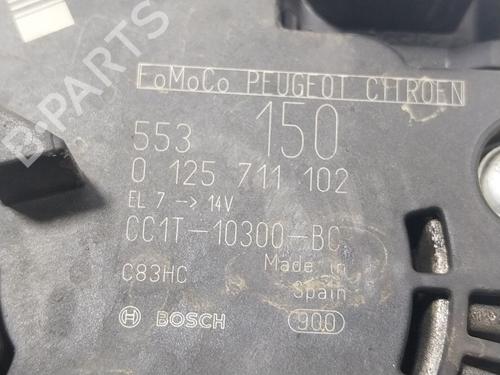 FoMoCo PEUGEOT CITROEN
553 150
0 125 711 102
EL 7 -> 14V
CC1T-10300-BC
C83HC Made in
Spain
BOSCH 900
B-PARTS